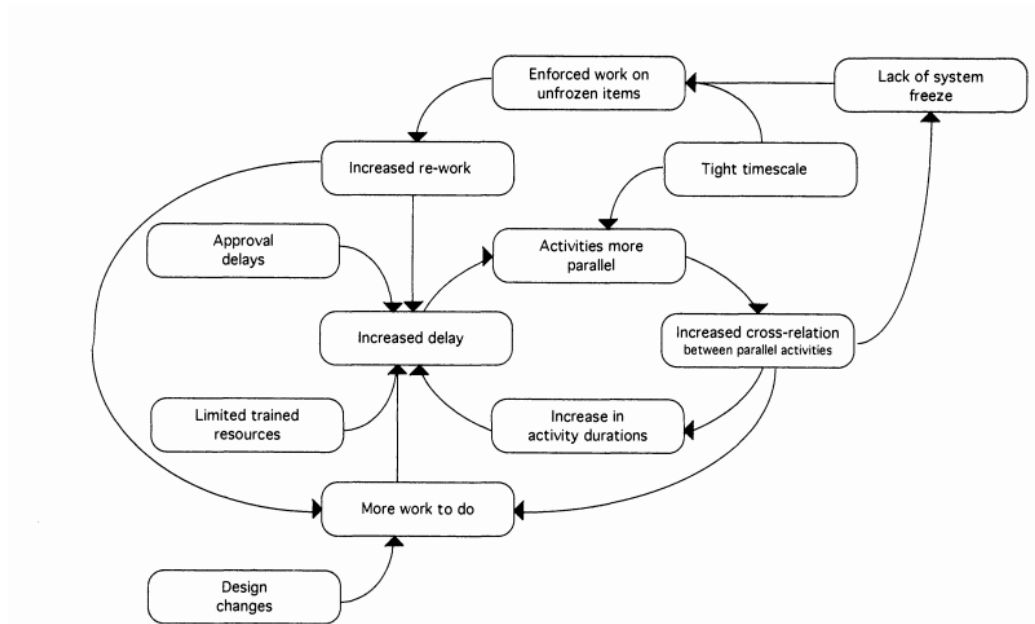 Enforced work on
unfrozen items
Lack of system
freeze
Increased re-work
Tight timescale
Approval
delays
Activities more
parallel
Increased delay
Increased cross-relation
between parallel activities
Limited trained
resources
Increase in
activity durations
More work to do
Design
changes